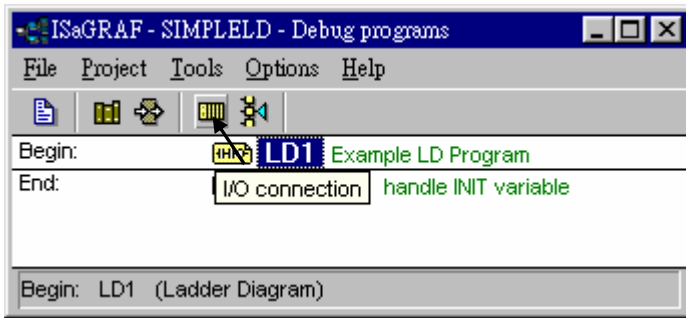 ISaGRAF - SIMPLELD - Debug programs
File Project Tools Options Help
Begin: LD1 Example LD Program
End: handle INIT variable
I/O connection
Begin: LD1 (Ladder Diagram)